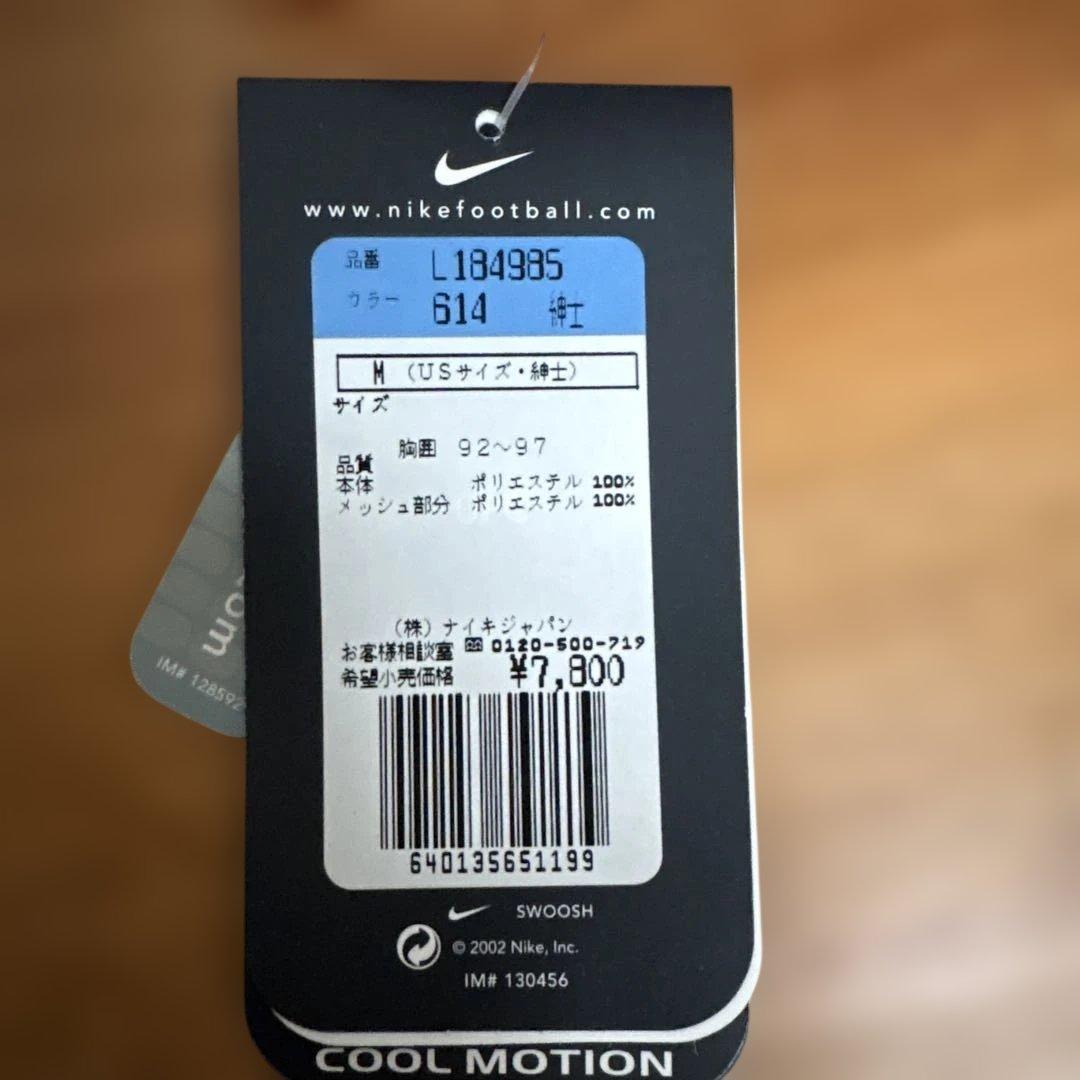 www.nikefootball.com
品番 L184985
カラー 614 紳士
M (USサイズ・紳士)
サイズ
胸囲 92〜97
品質
本体 ポリエステル 100%
メッシュ部分 ポリエステル 100%
(株)ナイキジャパン
お客様相談室 0120-500-719
希望小売価格 ¥7,800
640135651199
SWOOSH
© 2002 Nike, Inc.
IM# 130456
COOL MOTION
om
IM# 12859